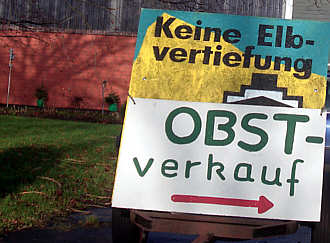 Keine Elb-
vertiefung
OBST-
verkauf